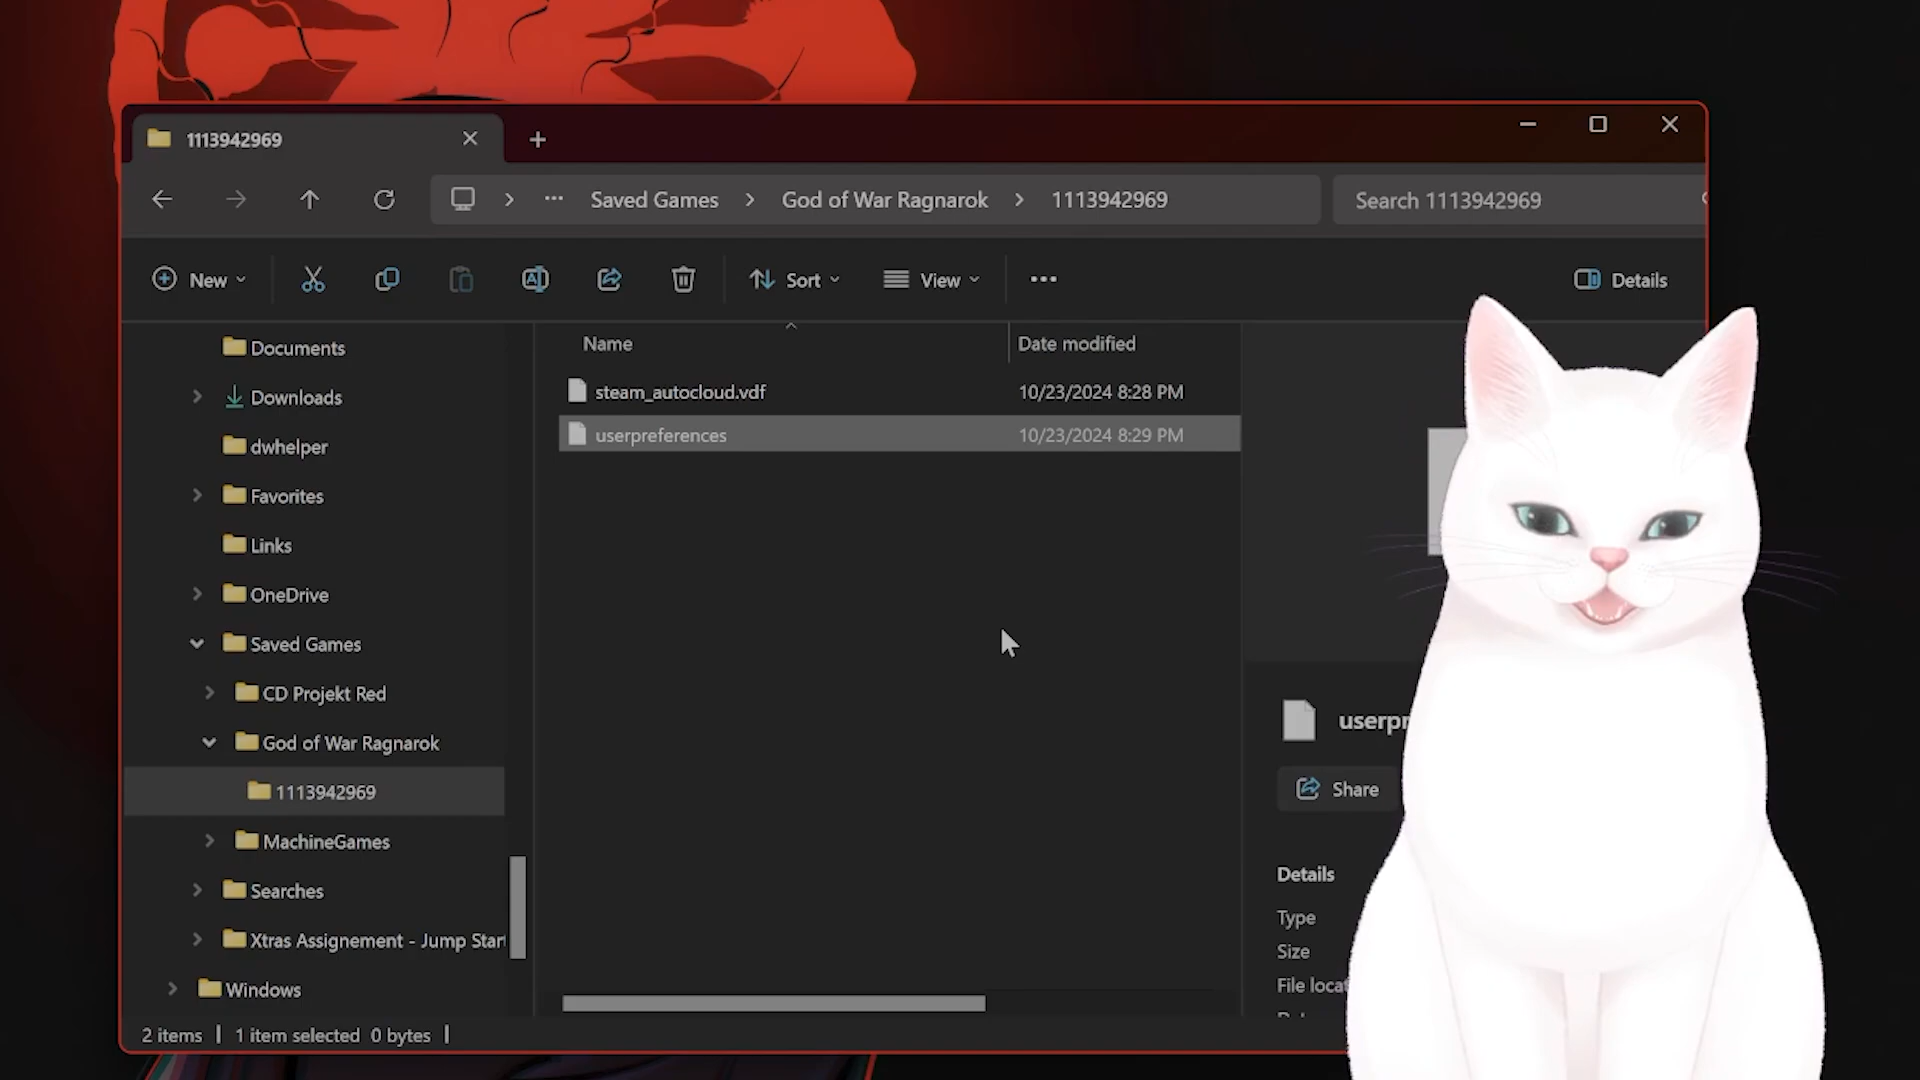 1113942969
Saved Games
God of War Ragnarok
1113942969
Search 1113942969
New
Sort
View
Details
Name
Date modified
Documents
Downloads
dwhelper
Favorites
Links
OneDrive
Saved Games
CD Projekt Red
God of War Ragnarok
1113942969
MachineGames
Searches
Xtras Assignement - Jump Star
Windows
steam_autocloud.vdf 10/23/2024 8:28 PM
userpreferences 10/23/2024 8:29 PM
userpr
Share
Details
Type
Size
File locat
2 items | 1 item selected 0 bytes |